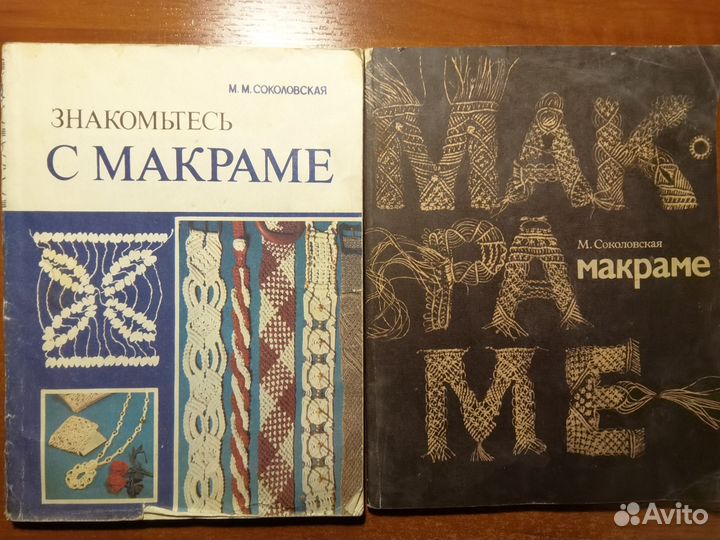 М. М. СОКОЛОВСКАЯ
ЗНАКОМЬТЕСЬ
С МАКРАМЕ
МАК·
РА
МЕ
М. Соколовская
макраме
Avito